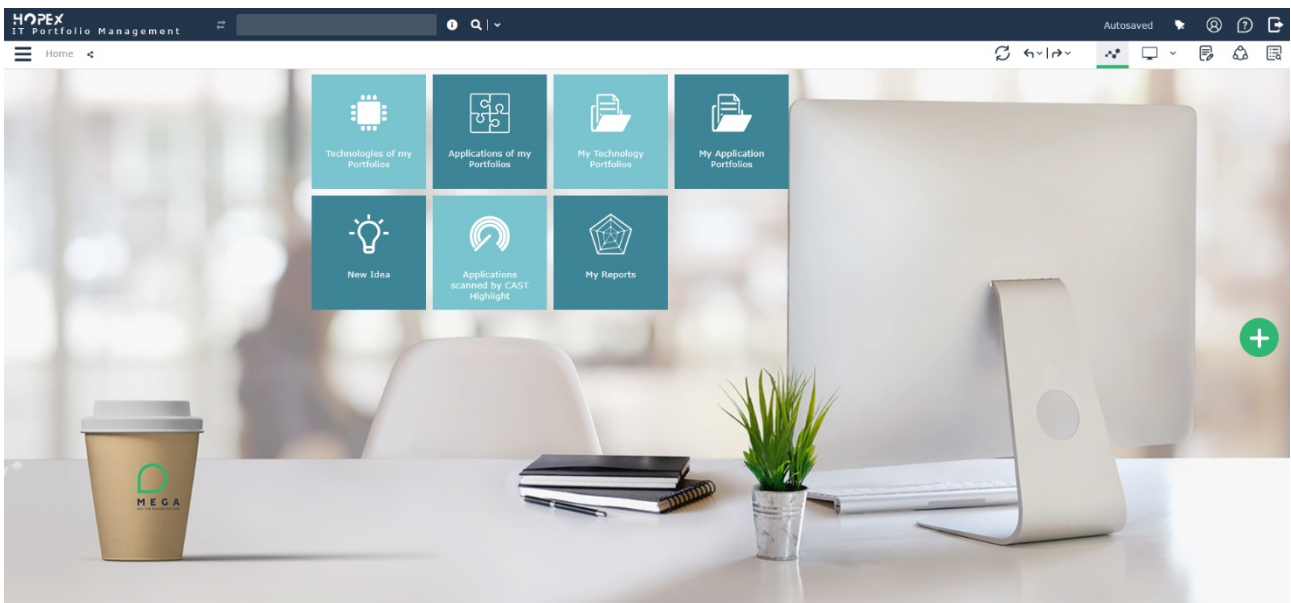 HOPEX
IT Portfolio Management
Autosaved
Home
Technologies of my
Portfolios
Applications of my
Portfolios
My Technology
Portfolios
My Application
Portfolios
New Idea
Applications
scanned by CAST
Highlight
My Reports
MEGA